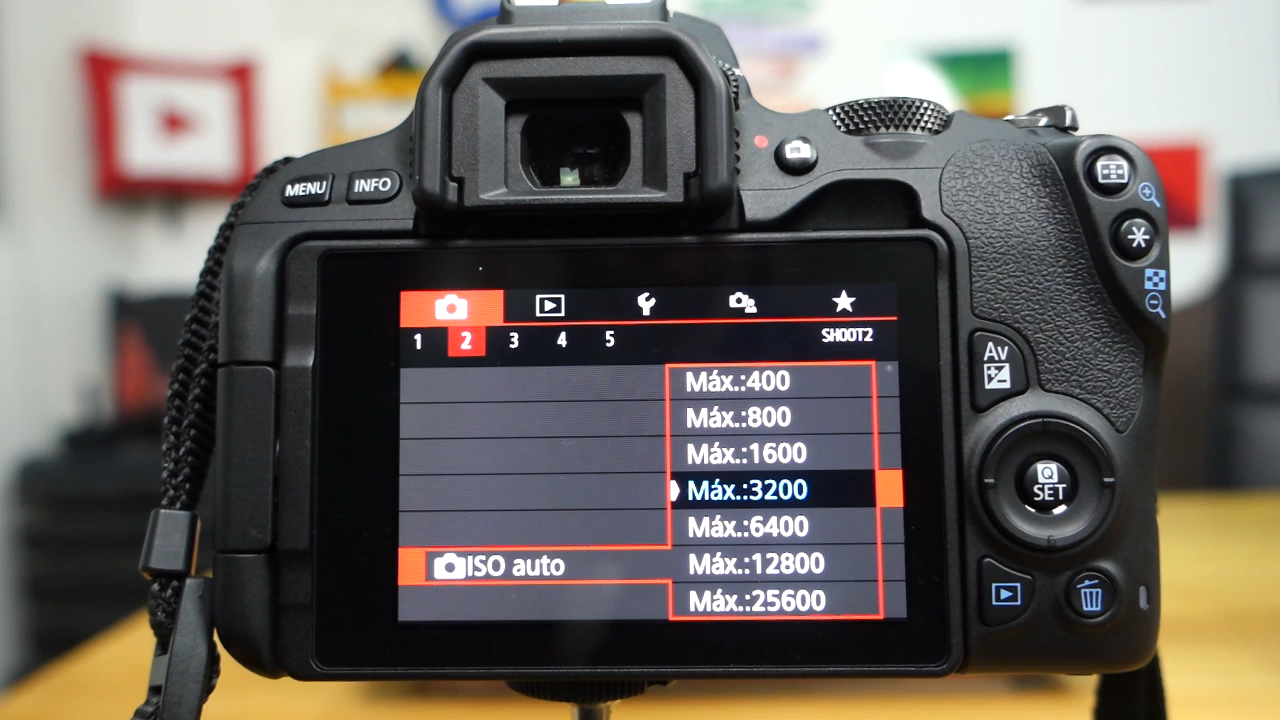 MENU
INFO
1 2 3 4 5
SHOOT2
Máx.:400
Máx.:800
Máx.:1600
Máx.:3200
Máx.:6400
ISO auto
Máx.:12800
Máx.:25600
Av
Q
SET